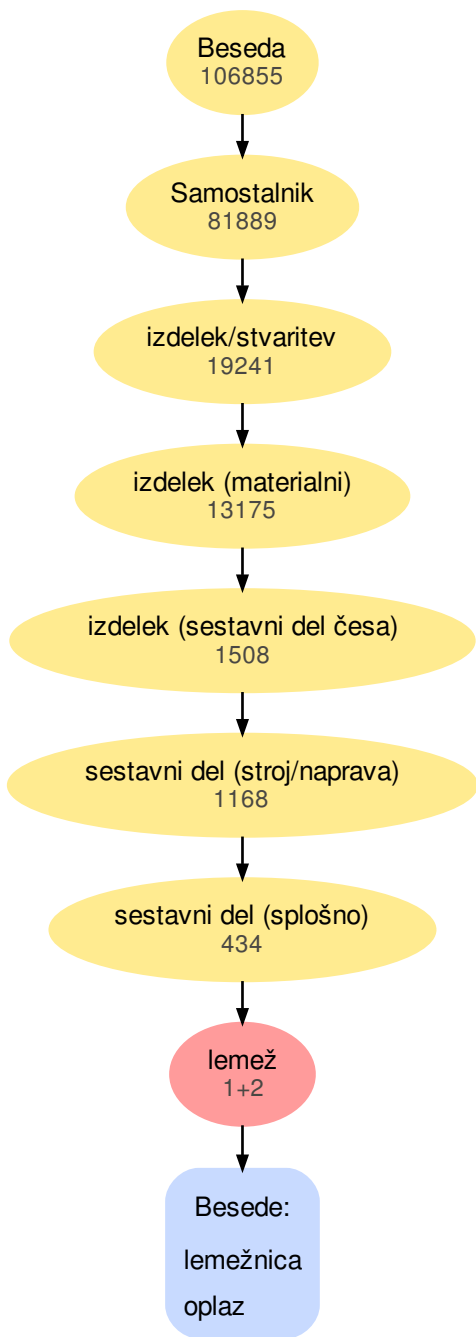 Beseda
106855
Samostalnik
81889
izdelek/stvaritev
19241
izdelek (materialni)
13175
izdelek (sestavni del česa)
1508
sestavni del (stroj/naprava)
1168
sestavni del (splošno)
434
lemež
1+2
Besede:
lemežnica
oplaz